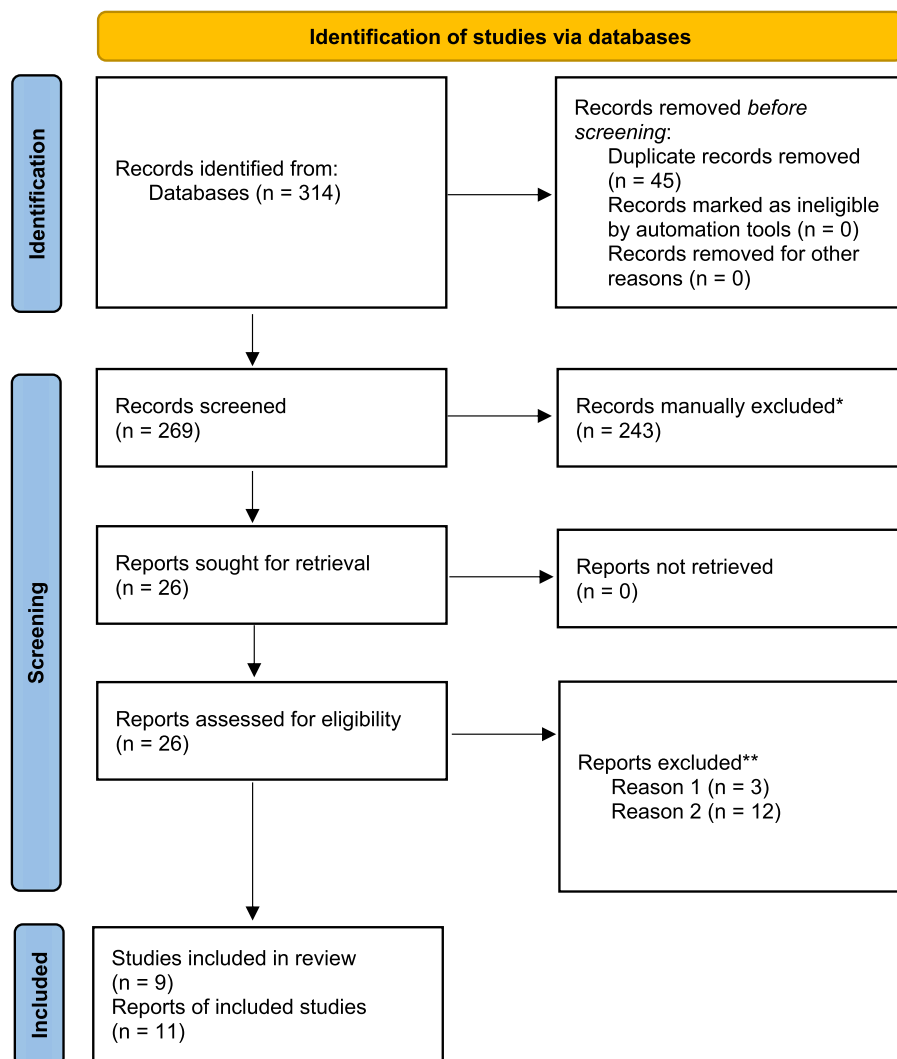 Identification of studies via databases
Identification
Records identified from:
Databases (n = 314)
Records removed before
screening:
Duplicate records removed
(n = 45)
Records marked as ineligible
by automation tools (n = 0)
Records removed for other
reasons (n = 0)
Screening
Records screened
(n = 269)
Records manually excluded*
(n = 243)
Reports sought for retrieval
(n = 26)
Reports not retrieved
(n = 0)
Reports assessed for eligibility
(n = 26)
Reports excluded**
Reason 1 (n = 3)
Reason 2 (n = 12)
Included
Studies included in review
(n = 9)
Reports of included studies
(n = 11)